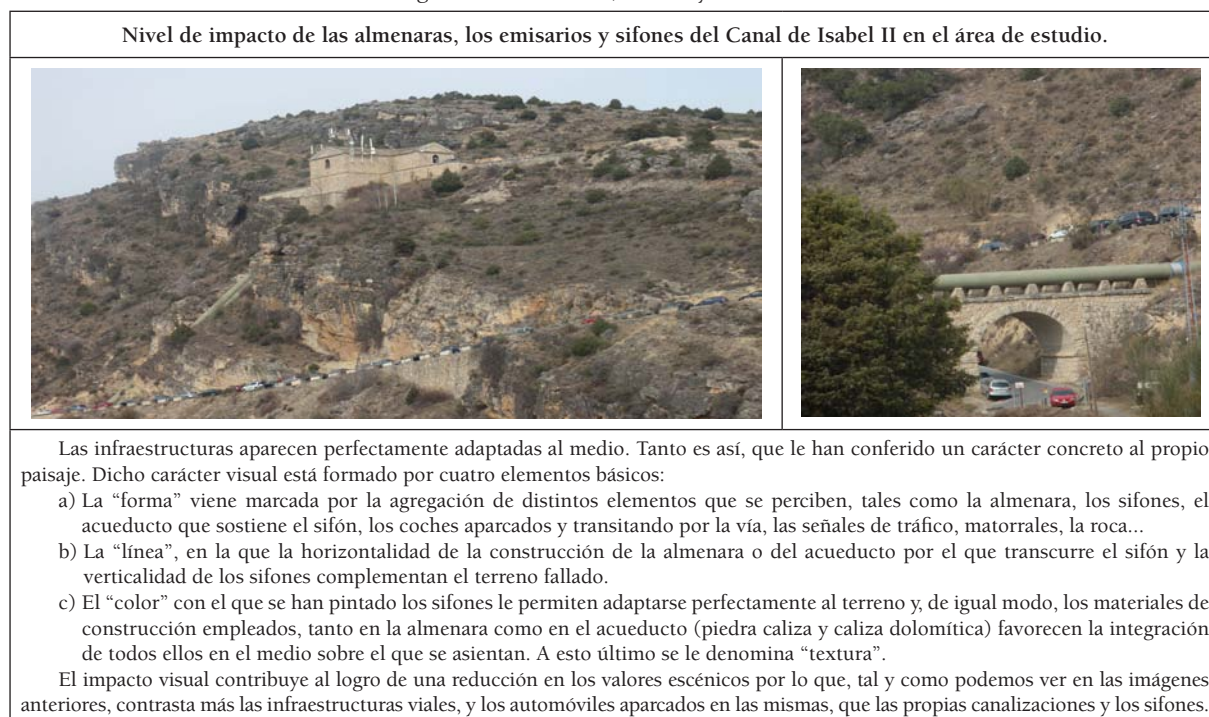 Nivel de impacto de las almenaras, los emisarios y sifones del Canal de Isabel II en el área de estudio.
Las infraestructuras aparecen perfectamente adaptadas al medio. Tanto es así, que le han conferido un carácter concreto al propio
paisaje. Dicho carácter visual está formado por cuatro elementos básicos:
a) La “forma” viene marcada por la agregación de distintos elementos que se perciben, tales como la almenara, los sifones, el
acueducto que sostiene el sifón, los coches aparcados y transitando por la vía, las señales de tráfico, matorrales, la roca...
b) La “línea”, en la que la horizontalidad de la construcción de la almenara o del acueducto por el que transcurre el sifón y la
verticalidad de los sifones complementan el terreno fallado.
c) El “color” con el que se han pintado los sifones le permiten adaptarse perfectamente al terreno y, de igual modo, los materiales de
construcción empleados, tanto en la almenara como en el acueducto (piedra caliza y caliza dolomítica) favorecen la integración
de todos ellos en el medio sobre el que se asientan. A esto último se le denomina “textura”.
El impacto visual contribuye al logro de una reducción en los valores escénicos por lo que, tal y como podemos ver en las imágenes
anteriores, contrasta más las infraestructuras viales, y los automóviles aparcados en las mismas, que las propias canalizaciones y los sifones.